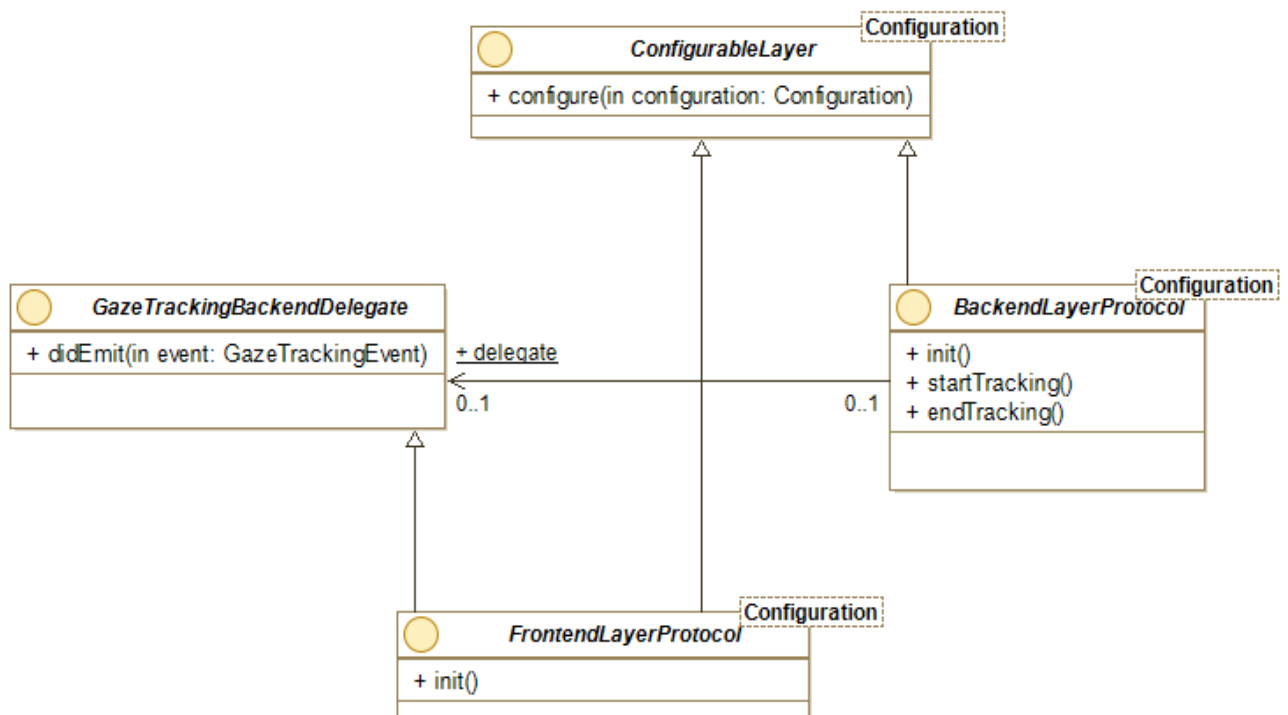 Configuration
ConfigurableLayer
+ configure(in configuration: Configuration)
GazeTrackingBackendDelegate
+ didEmit(in event: GazeTrackingEvent)
+ delegate
0..1
0..1
Configuration
BackendLayerProtocol
+ init()
+ startTracking()
+ endTracking()
Configuration
FrontendLayerProtocol
+ init()